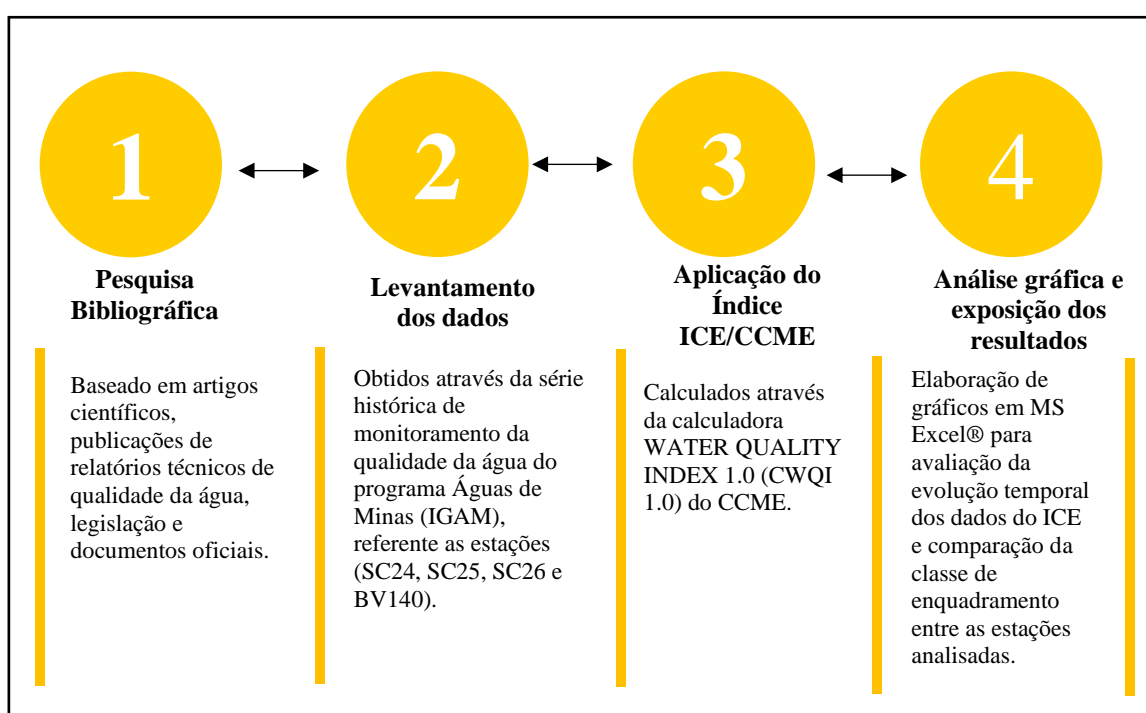 1
2
3
4
Pesquisa
Bibliográfica
Baseado em artigos
científicos,
publicações de
relatórios técnicos de
qualidade da água,
legislação e
documentos oficiais.
Levantamento
dos dados
Obtidos através da série
histórica de
monitoramento da
qualidade da água do
programa Águas de
Minas (IGAM),
referente as estações
(SC24, SC25, SC26 e
BV140).
Aplicação do
Índice
ICE/CCME
Calculados através
da calculadora
WATER QUALITY
INDEX 1.0 (CWQI
1.0) do CCME.
Análise gráfica e
exposição dos
resultados
Elaboração de
gráficos em MS
Excel® para
avaliação da
evolução temporal
dos dados do ICE
e comparação da
classe de
enquadramento
entre as estações
analisadas.